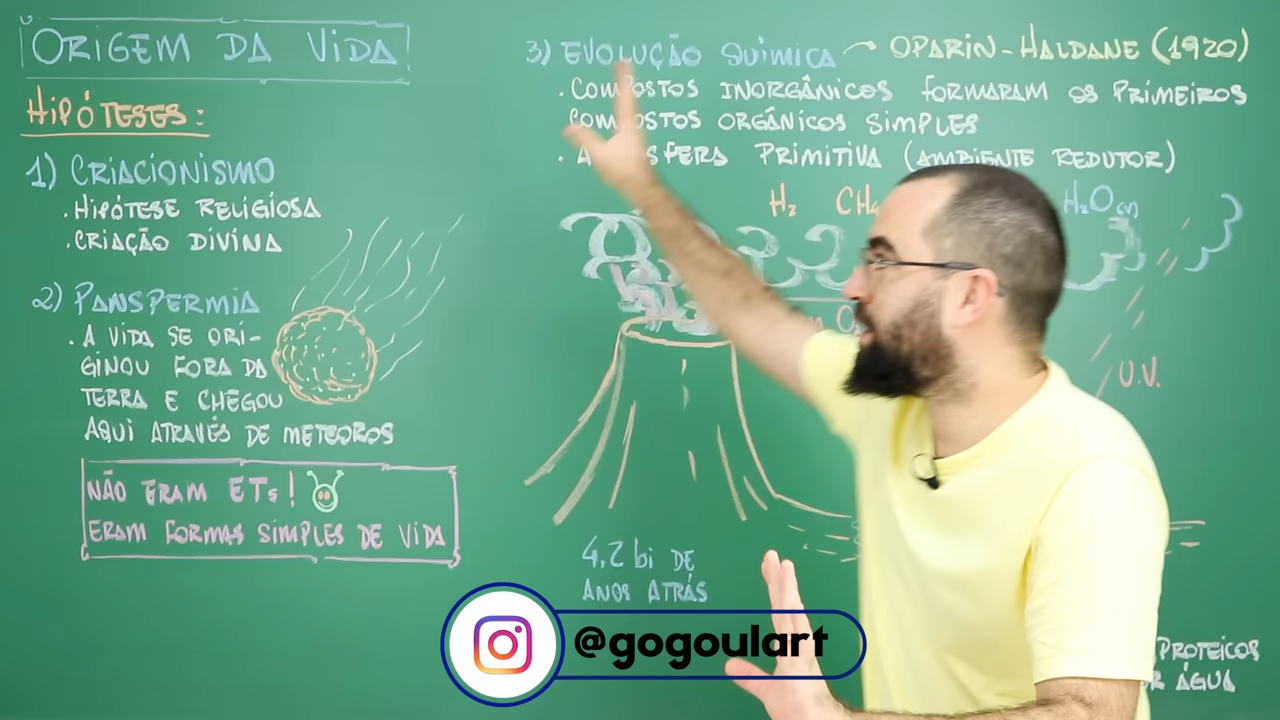 ORIGEM DA VIDA
HIPÓTESES:
1) CRIACIONISMO
. HIPÓTESE RELIGIOSA
. CRIAÇÃO DIVINA
2) PANSPERMIA
. A VIDA SE ORI-
GINOU FORA DA
TERRA E CHEGOU
AQUI ATRAVÉS DE METEOROS
NÃO ERAM ETs!
ERAM FORMAS SIMPLES DE VIDA
3) EVOLUÇÃO QUÍMICA OPARIN-HALDANE (1920)
. COMPOSTOS INORGÂNICOS FORMARAM OS PRIMEIROS
COMPOSTOS ORGÂNICOS SIMPLES
. PRIMITIVA (AMBIENTE REDUTOR)
H₂ H₂O(v)
U.V.
4,2 bi DE
ANOS ATRÁS
PROTEICOS
ÁGUA
@gogoulart